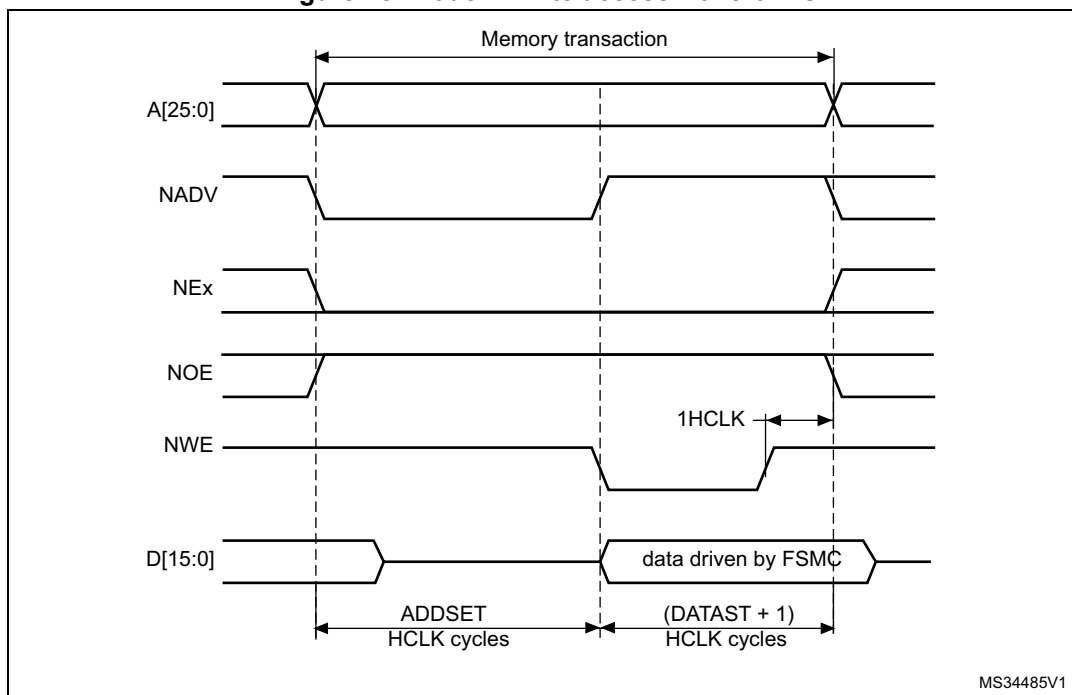 Memory transaction
A[25:0]
NADV
NEx
NOE
1HCLK
NWE
D[15:0]
data driven by FSMC
ADDSET
HCLK cycles
(DATAST + 1)
HCLK cycles
MS34485V1